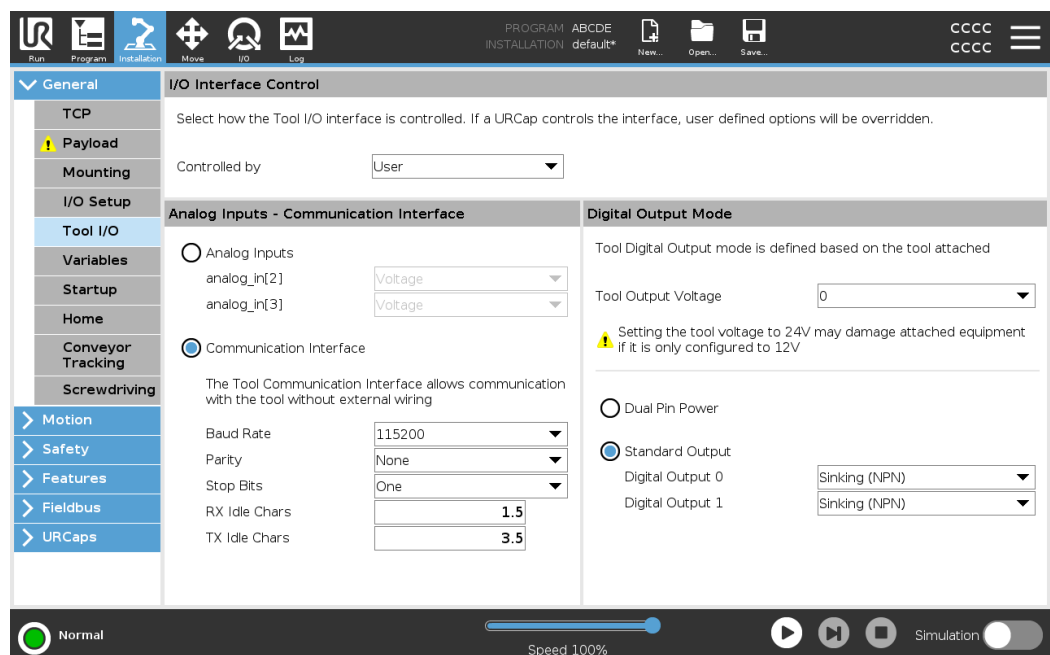 UR
Run
Program
Installation
Move
I/O
Log
PROGRAM ABCDE
INSTALLATION default*
New...
Open...
Save...
CCCC
CCCC
General
TCP
Payload
Mounting
I/O Setup
Tool I/O
Variables
Startup
Home
Conveyor
Tracking
Screwdriving
Motion
Safety
Features
Fieldbus
URCaps
I/O Interface Control
Select how the Tool I/O interface is controlled. If a URCap controls the interface, user defined options will be overridden.
Controlled by User
Analog Inputs - Communication Interface
Analog Inputs
analog_in[2] Voltage
analog_in[3] Voltage
Communication Interface
The Tool Communication Interface allows communication
with the tool without external wiring
Baud Rate 115200
Parity None
Stop Bits One
RX Idle Chars 1.5
TX Idle Chars 3.5
Digital Output Mode
Tool Digital Output mode is defined based on the tool attached
Tool Output Voltage 0
Setting the tool voltage to 24V may damage attached equipment
if it is only configured to 12V
Dual Pin Power
Standard Output
Digital Output 0 Sinking (NPN)
Digital Output 1 Sinking (NPN)
Normal
Speed 100%
Simulation